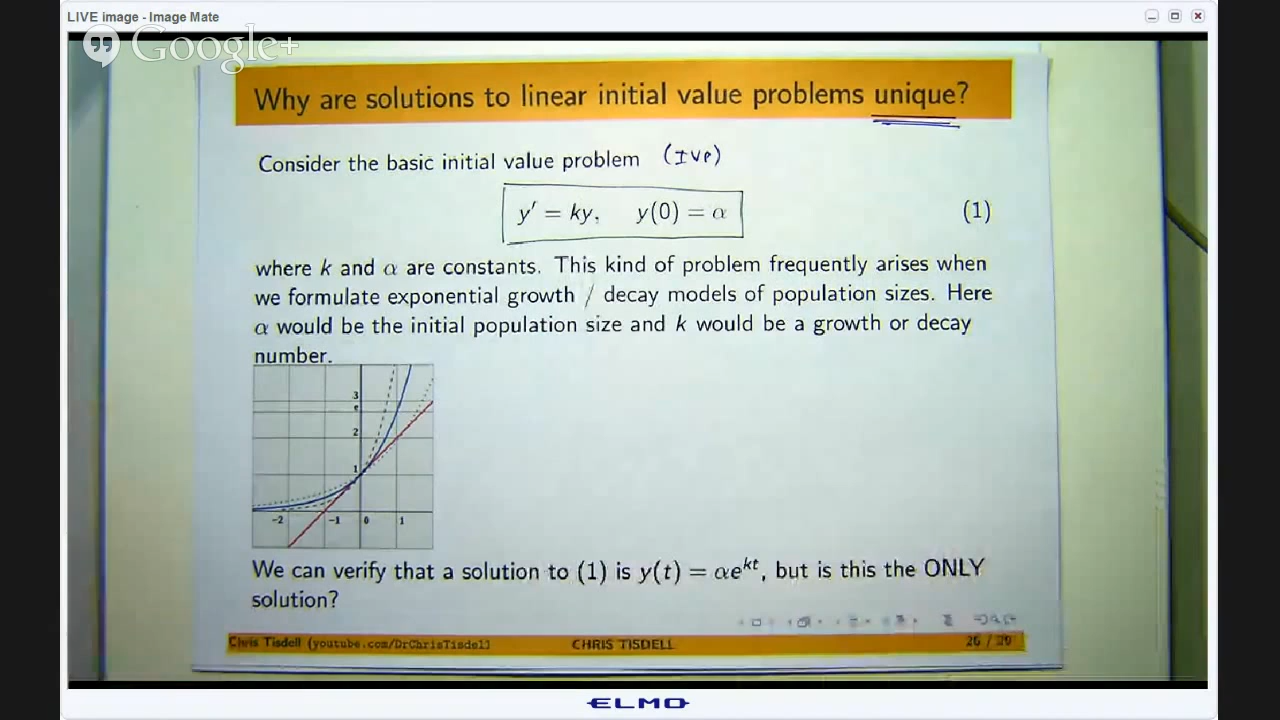 LIVE image - Image Mate
Google+
Why are solutions to linear initial value problems unique?
Consider the basic initial value problem (IVP)
y′ = ky, y(0) = α (1)
where k and α are constants. This kind of problem frequently arises when
we formulate exponential growth / decay models of population sizes. Here
α would be the initial population size and k would be a growth or decay
number.
3
2
1
-2 -1 0 1
We can verify that a solution to (1) is y(t) = αe^{kt}, but is this the ONLY
solution?
Chris Tisdell (youtube.com/DrChrisTisdell) CHRIS TISDELL 26 / 29
ELMO